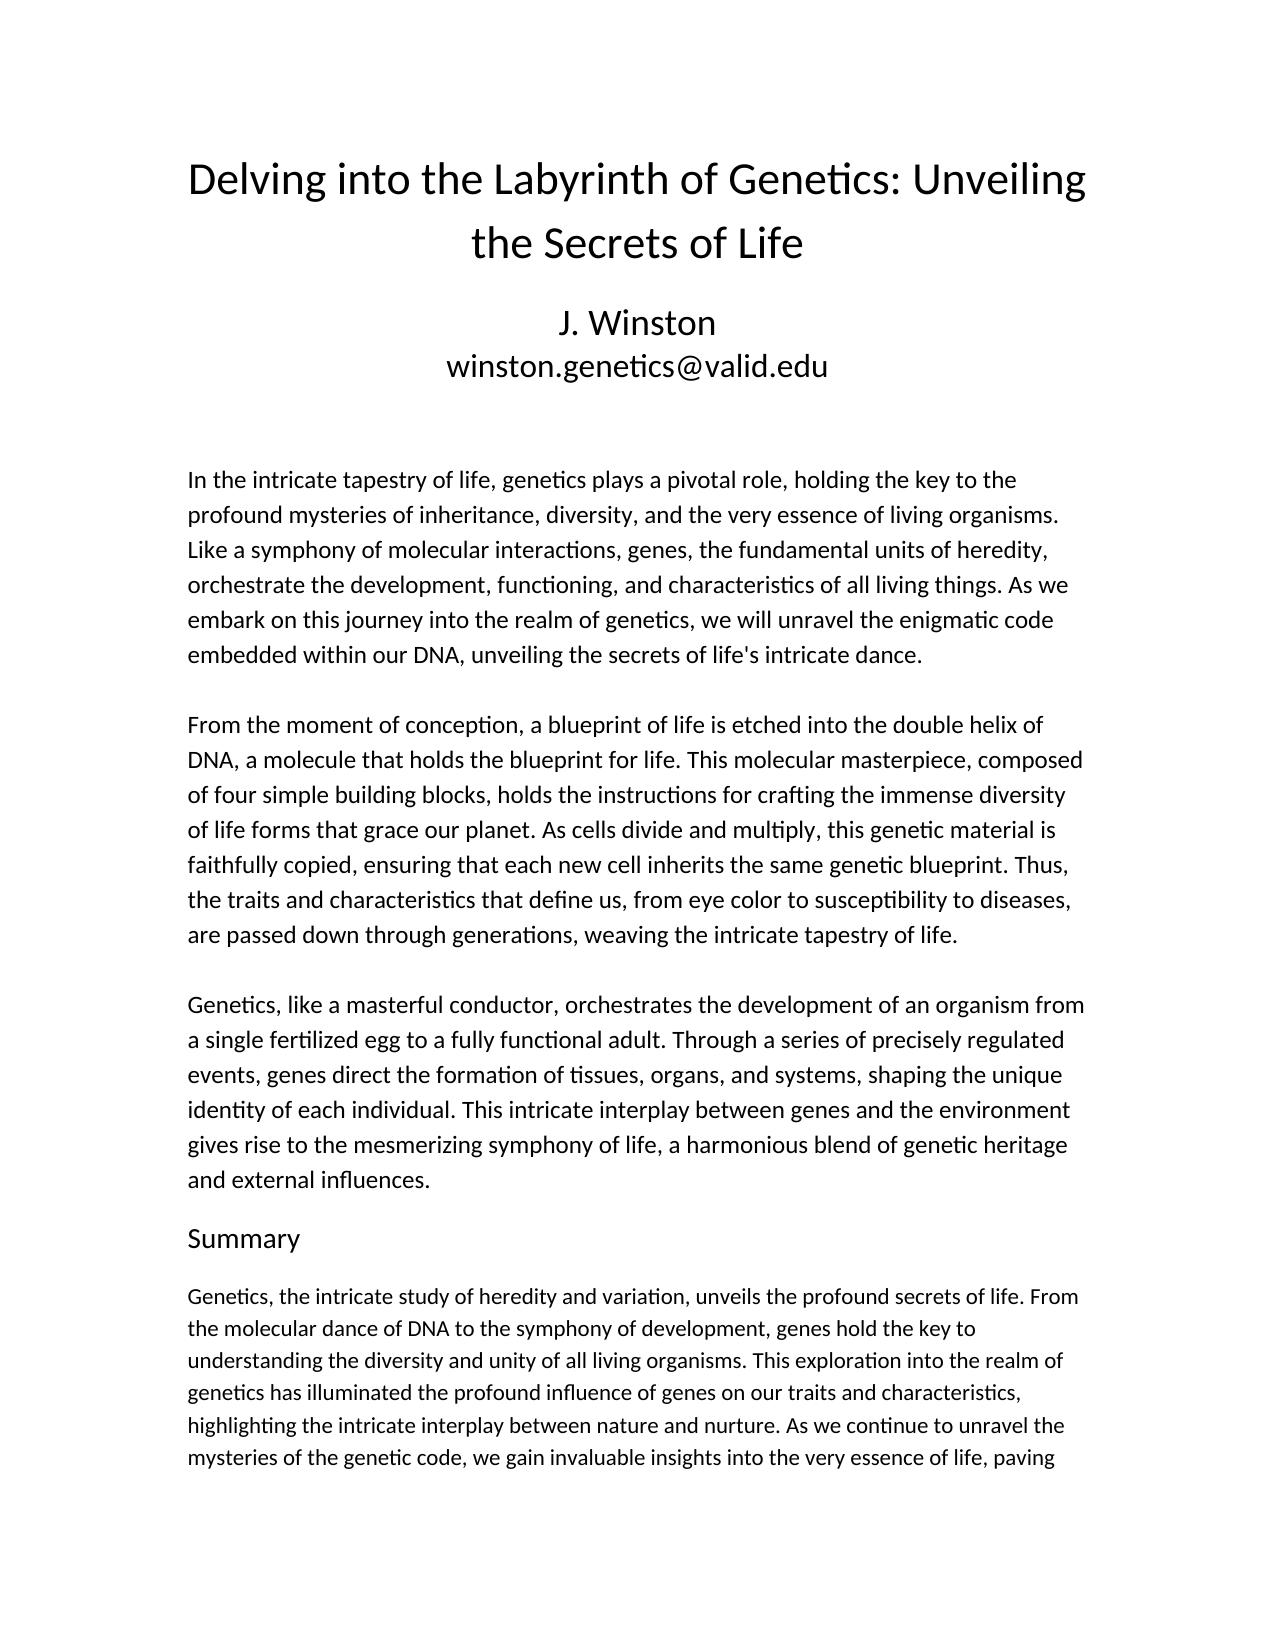 Delving into the Labyrinth of Genetics: Unveiling
the Secrets of Life
J. Winston
winston.genetics@valid.edu
In the intricate tapestry of life, genetics plays a pivotal role, holding the key to the
profound mysteries of inheritance, diversity, and the very essence of living organisms.
Like a symphony of molecular interactions, genes, the fundamental units of heredity,
orchestrate the development, functioning, and characteristics of all living things. As we
embark on this journey into the realm of genetics, we will unravel the enigmatic code
embedded within our DNA, unveiling the secrets of life's intricate dance.
From the moment of conception, a blueprint of life is etched into the double helix of
DNA, a molecule that holds the blueprint for life. This molecular masterpiece, composed
of four simple building blocks, holds the instructions for crafting the immense diversity
of life forms that grace our planet. As cells divide and multiply, this genetic material is
faithfully copied, ensuring that each new cell inherits the same genetic blueprint. Thus,
the traits and characteristics that define us, from eye color to susceptibility to diseases,
are passed down through generations, weaving the intricate tapestry of life.
Genetics, like a masterful conductor, orchestrates the development of an organism from
a single fertilized egg to a fully functional adult. Through a series of precisely regulated
events, genes direct the formation of tissues, organs, and systems, shaping the unique
identity of each individual. This intricate interplay between genes and the environment
gives rise to the mesmerizing symphony of life, a harmonious blend of genetic heritage
and external influences.
Summary
Genetics, the intricate study of heredity and variation, unveils the profound secrets of life. From
the molecular dance of DNA to the symphony of development, genes hold the key to
understanding the diversity and unity of all living organisms. This exploration into the realm of
genetics has illuminated the profound influence of genes on our traits and characteristics,
highlighting the intricate interplay between nature and nurture. As we continue to unravel the
mysteries of the genetic code, we gain invaluable insights into the very essence of life, paving